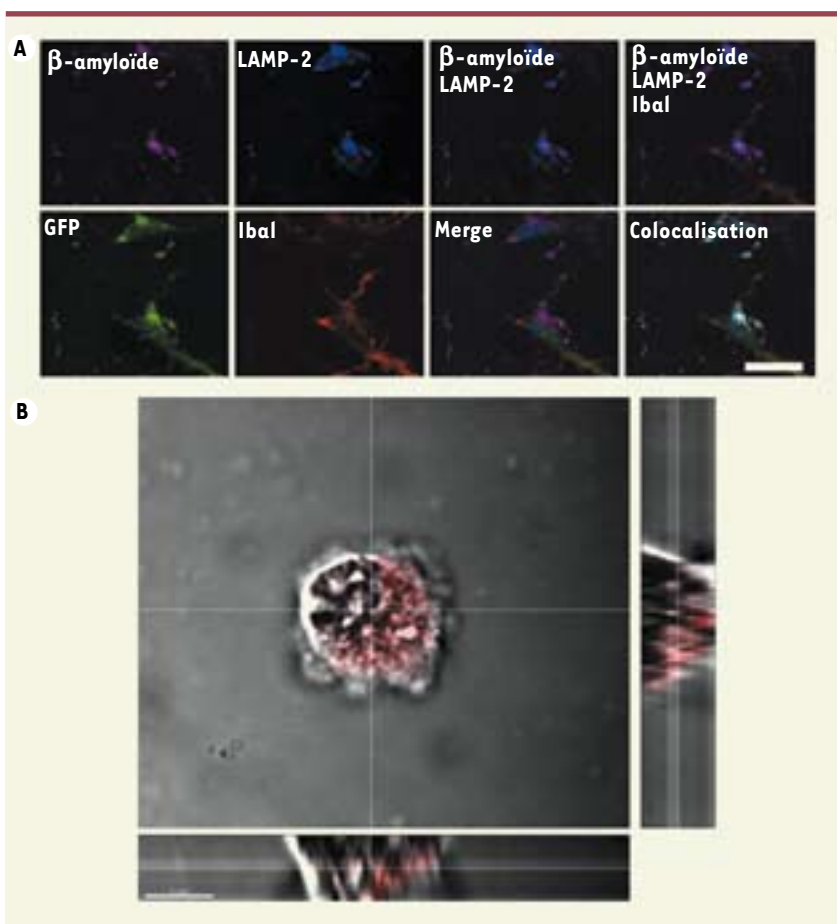 A
β-amyloïde
LAMP-2
β-amyloïde
LAMP-2
β-amyloïde
LAMP-2
Ibal
GFP
Ibal
Merge
Colocalisation
B